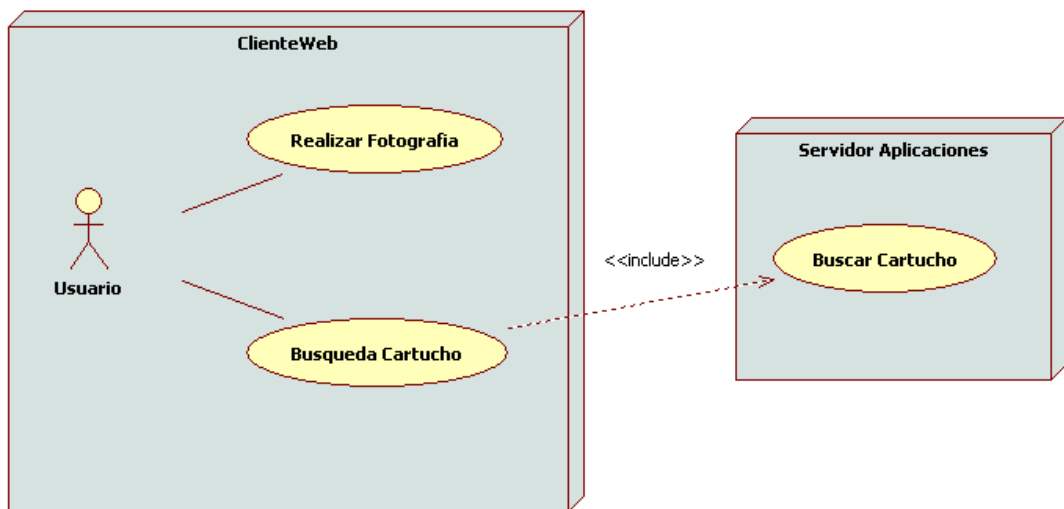 ClienteWeb
Realizar Fotografia
Servidor Aplicaciones
<<include>>
Buscar Cartucho
Usuario
Busqueda Cartucho